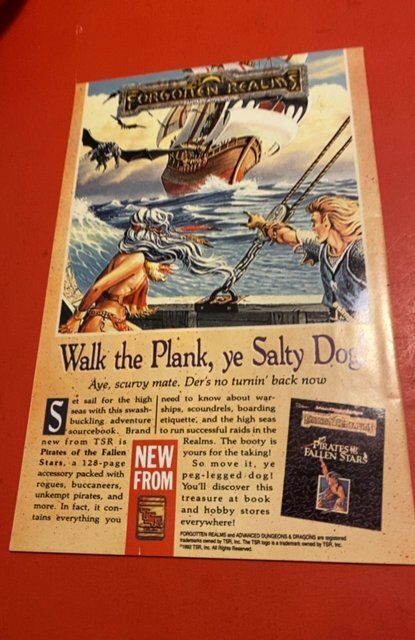 FORGOTTEN REALMS
Walk the Plank, ye Salty Dog!
Aye, scurvy mate. Der's no turnin' back now
Set sail for the high
seas with this swash-
buckling adventure
sourcebook. Brand
new from TSR is
Pirates of the Fallen
Stars, a 128-page
accessory packed with
rogues, buccaneers,
unkempt pirates, and
more. In fact, it con-
tains everything you
need to know about war-
ships, scoundrels, boarding
etiquette, and the high seas
to run successful raids in the
Realms. The booty is
yours for the taking!
So move it, ye
peg-legged dog!
You'll discover this
treasure at book
and hobby stores
everywhere!
NEW
FROM
TSR
FORGOTTEN REALMS
PIRATES OF THE
FALLEN STARS
FORGOTTEN REALMS and ADVANCED DUNGEONS & DRAGONS are registered
trademarks owned by TSR, Inc. The TSR logo is a trademark owned by TSR, Inc.
©1992 TSR, Inc. All Rights Reserved.